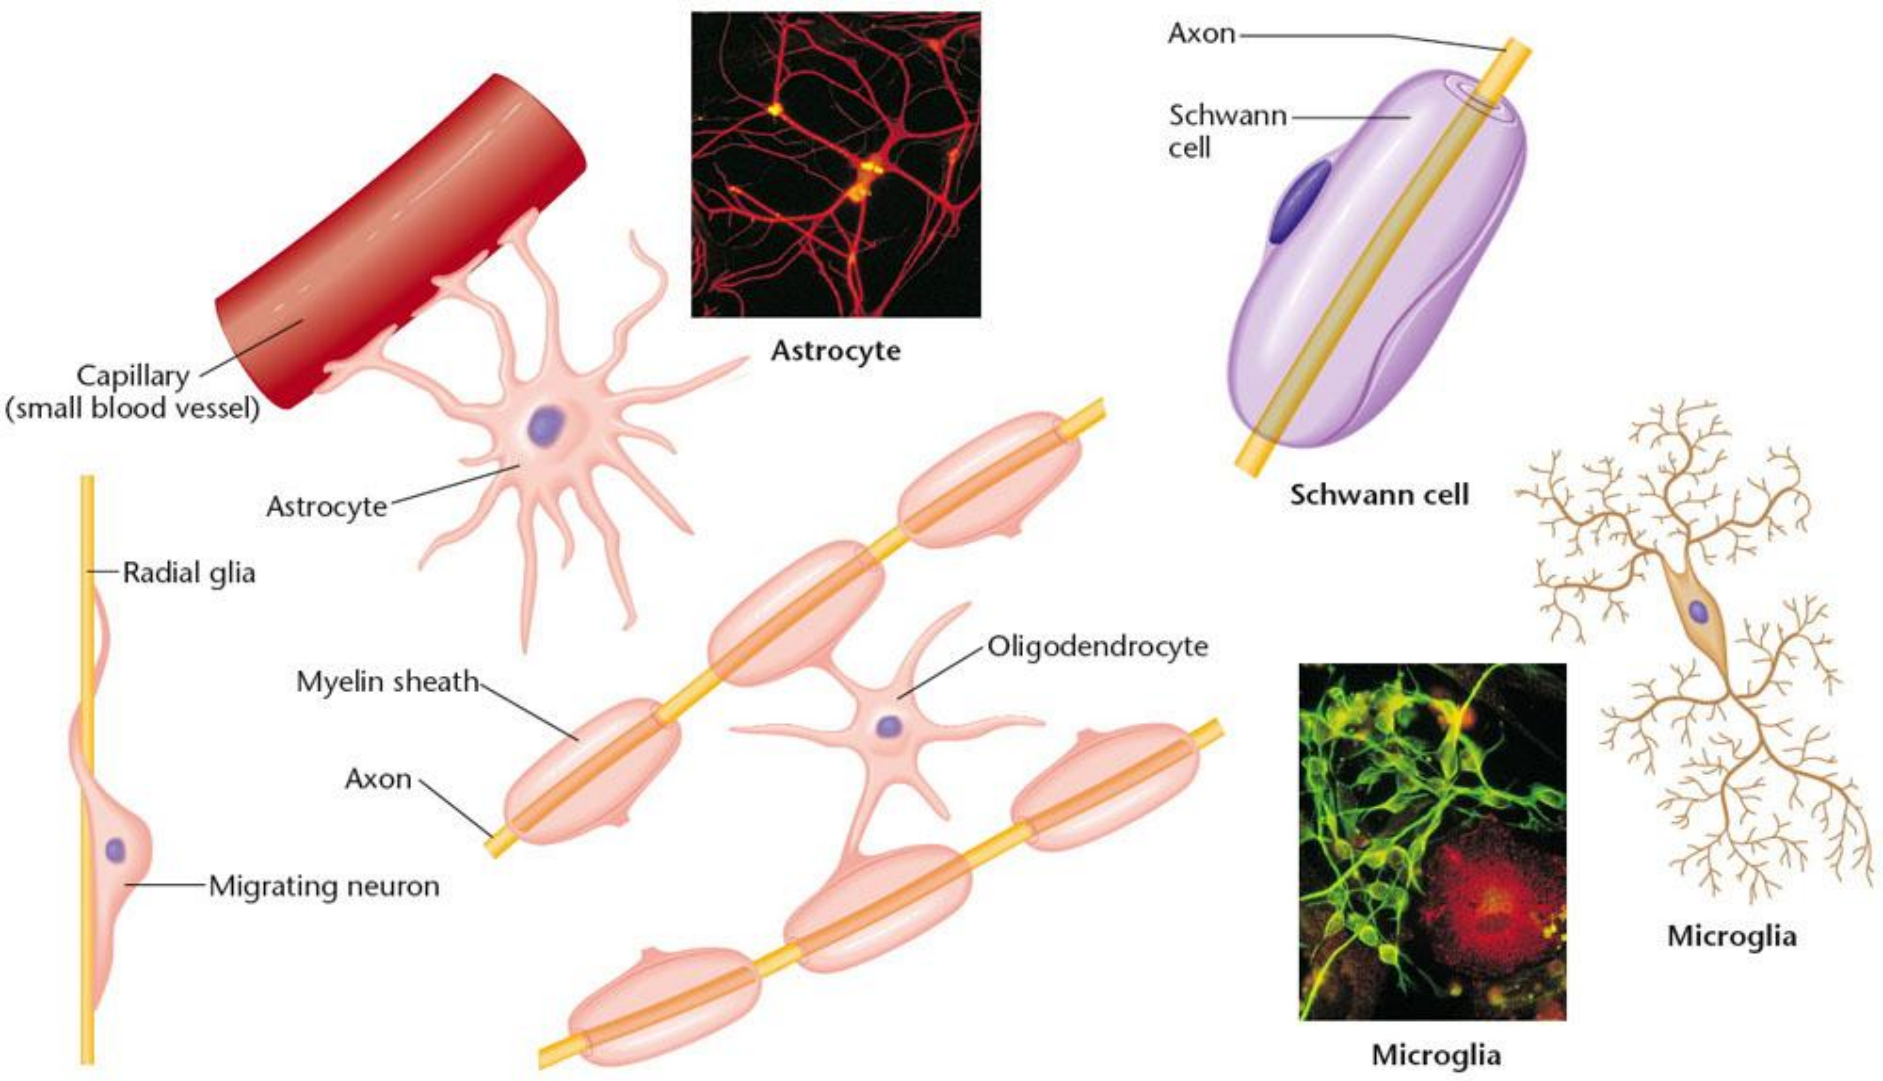 Axon
Schwann
cell
Astrocyte
Capillary
(small blood vessel)
Schwann cell
Astrocyte
Radial glia
Oligodendrocyte
Myelin sheath
Axon
Migrating neuron
Microglia
Microglia